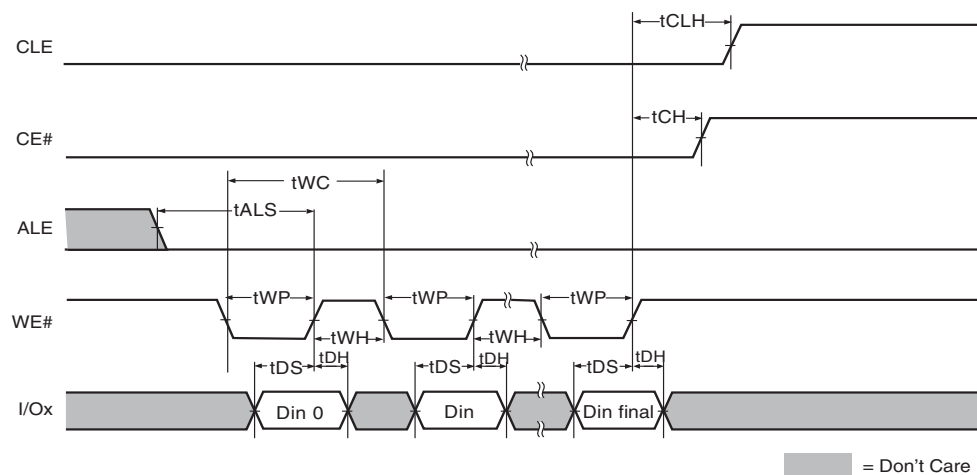 tCLH
CLE
tCH
CE#
tWC
tALS
ALE
tWP tWP tWP
WE#
tWH tWH
tDS tDH tDS tDH tDS tDH
I/Ox Din 0 Din Din final
= Don't Care